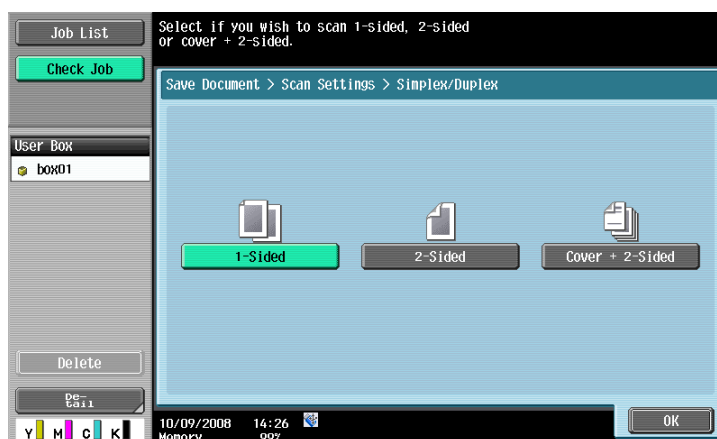 Job List
Check Job
Select if you wish to scan 1-sided, 2-sided
or cover + 2-sided.
Save Document > Scan Settings > Simplex/Duplex
User Box
box01
1-Sided
2-Sided
Cover + 2-Sided
Delete
De-
tail
Y M C K
10/09/2008 14:26
Memory 99%
OK